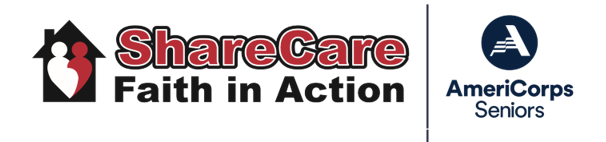 ShareCare
Faith in Action
AmeriCorps
Seniors